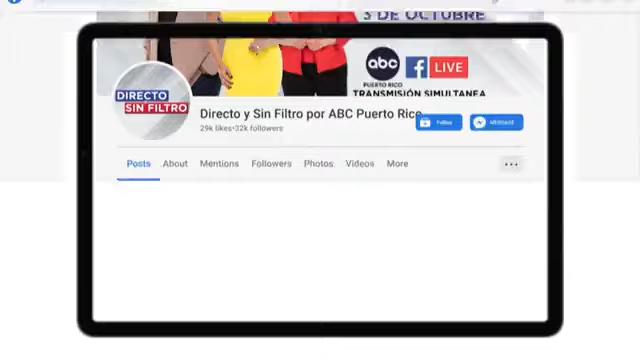 3 DE OCTUBRE
abc
f LIVE
PUERTO RICO
TRANSMISIÓN SIMULTANEA
DIRECTO
SIN FILTRO
Directo y Sin Filtro por ABC Puerto Rico
29k likes•32k followers
Follow
Posts About Mentions Followers Photos Videos More